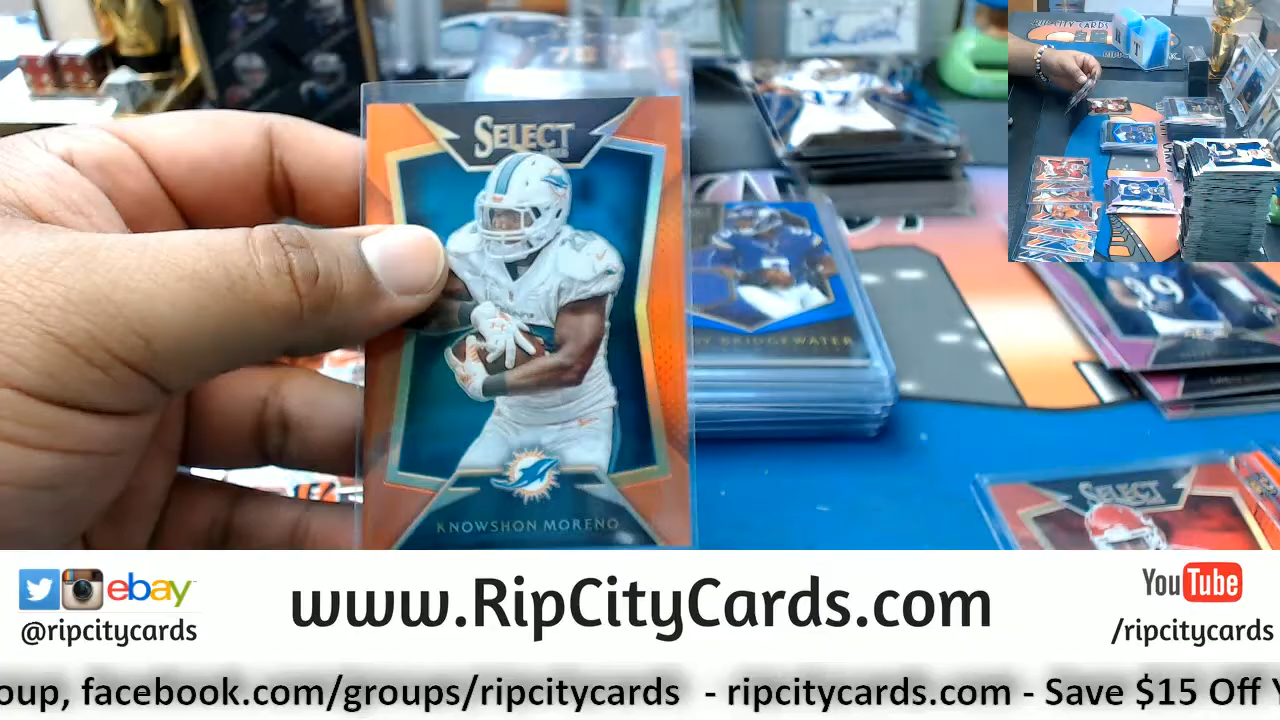 SELECT
KNOWSHON MORENO
BRIDGEWATER
SELECT
ebay
@ripcitycards
www.RipCityCards.com
YouTube
/ripcitycards
oup, facebook.com/groups/ripcitycards - ripcitycards.com - Save $15 Off Y